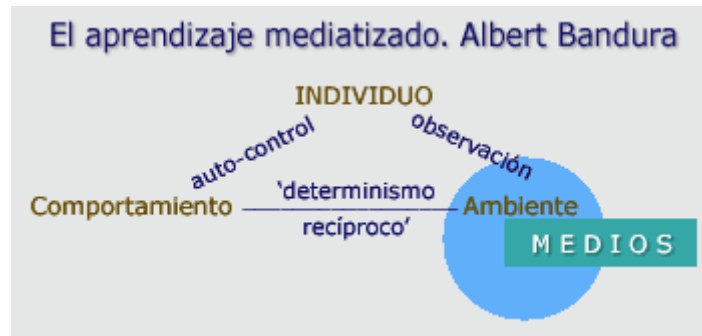 El aprendizaje mediatizado. Albert Bandura
INDIVIDUO
auto-control
observación
Comportamiento
'determinismo
recíproco'
Ambiente
MEDIOS